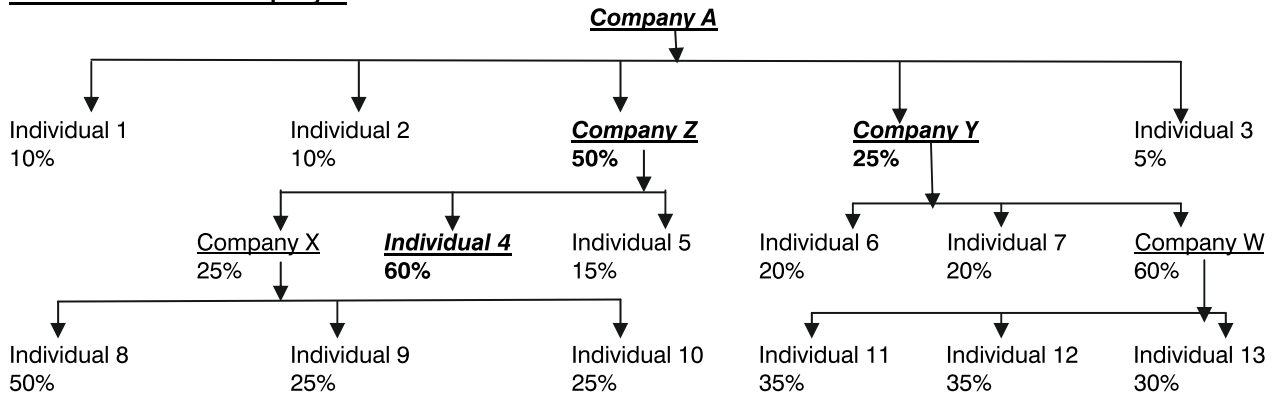 Company A
Individual 1 Individual 2 Company Z Company Y Individual 3
10% 10% 50% 25% 5%
Company X Individual 4 Individual 5 Individual 6 Individual 7 Company W
25% 60% 15% 20% 20% 60%
Individual 8 Individual 9 Individual 10 Individual 11 Individual 12 Individual 13
50% 25% 25% 35% 35% 30%